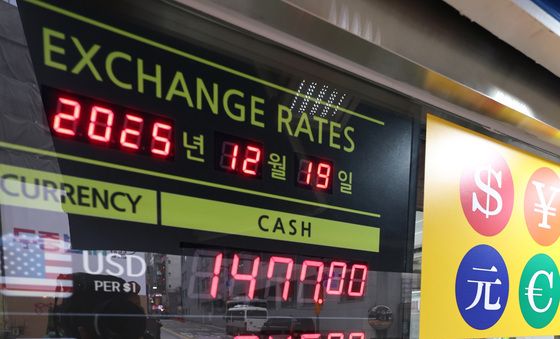 EXCHANGE RATES
2025 년 12 월 19 일
CURRENCY CASH
USD 1477.00
PER $1
$ ¥
元 €